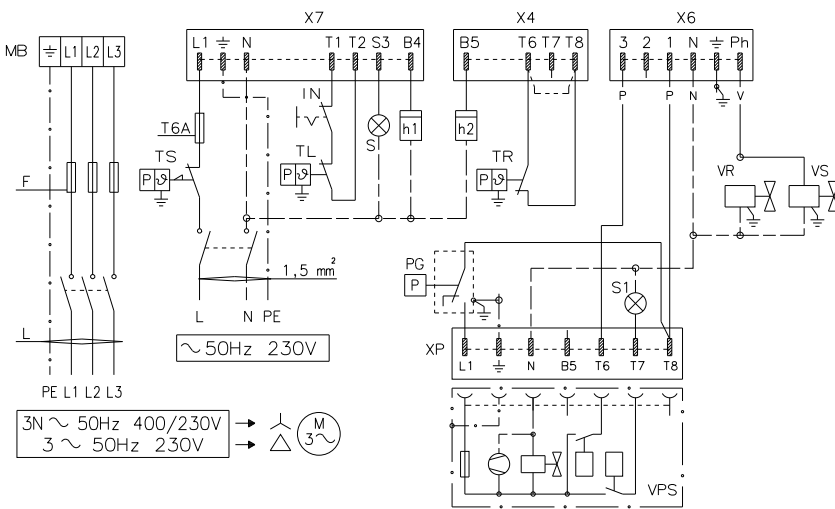 X7
X4
X6
MB
L1 L2 L3
L1 N T1 T2 S3 B4
B5 T6 T7 T8
3 2 1 N Ph
P P N V
IN
T6A
h1
h2
S
TS
TL
TR
P ϑ
P ϑ
P ϑ
F
VR VS
1,5 mm²
PG
P
S1
L N PE
L
~ 50Hz 230V
XP
L1 N B5 T6 T7 T8
PE L1 L2 L3
3N ~ 50Hz 400/230V
3 ~ 50Hz 230V
M
3~
VPS